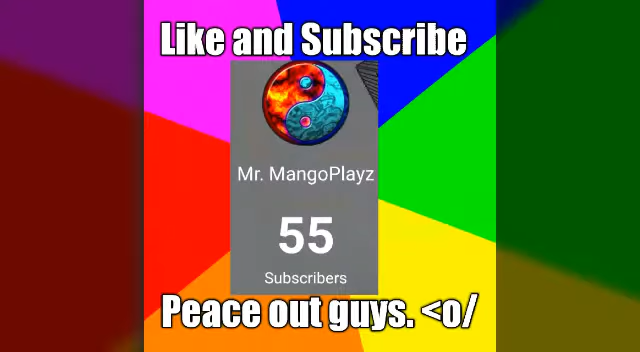 Like and Subscribe
Mr. MangoPlayz
55
Subscribers
Peace out guys. <o/